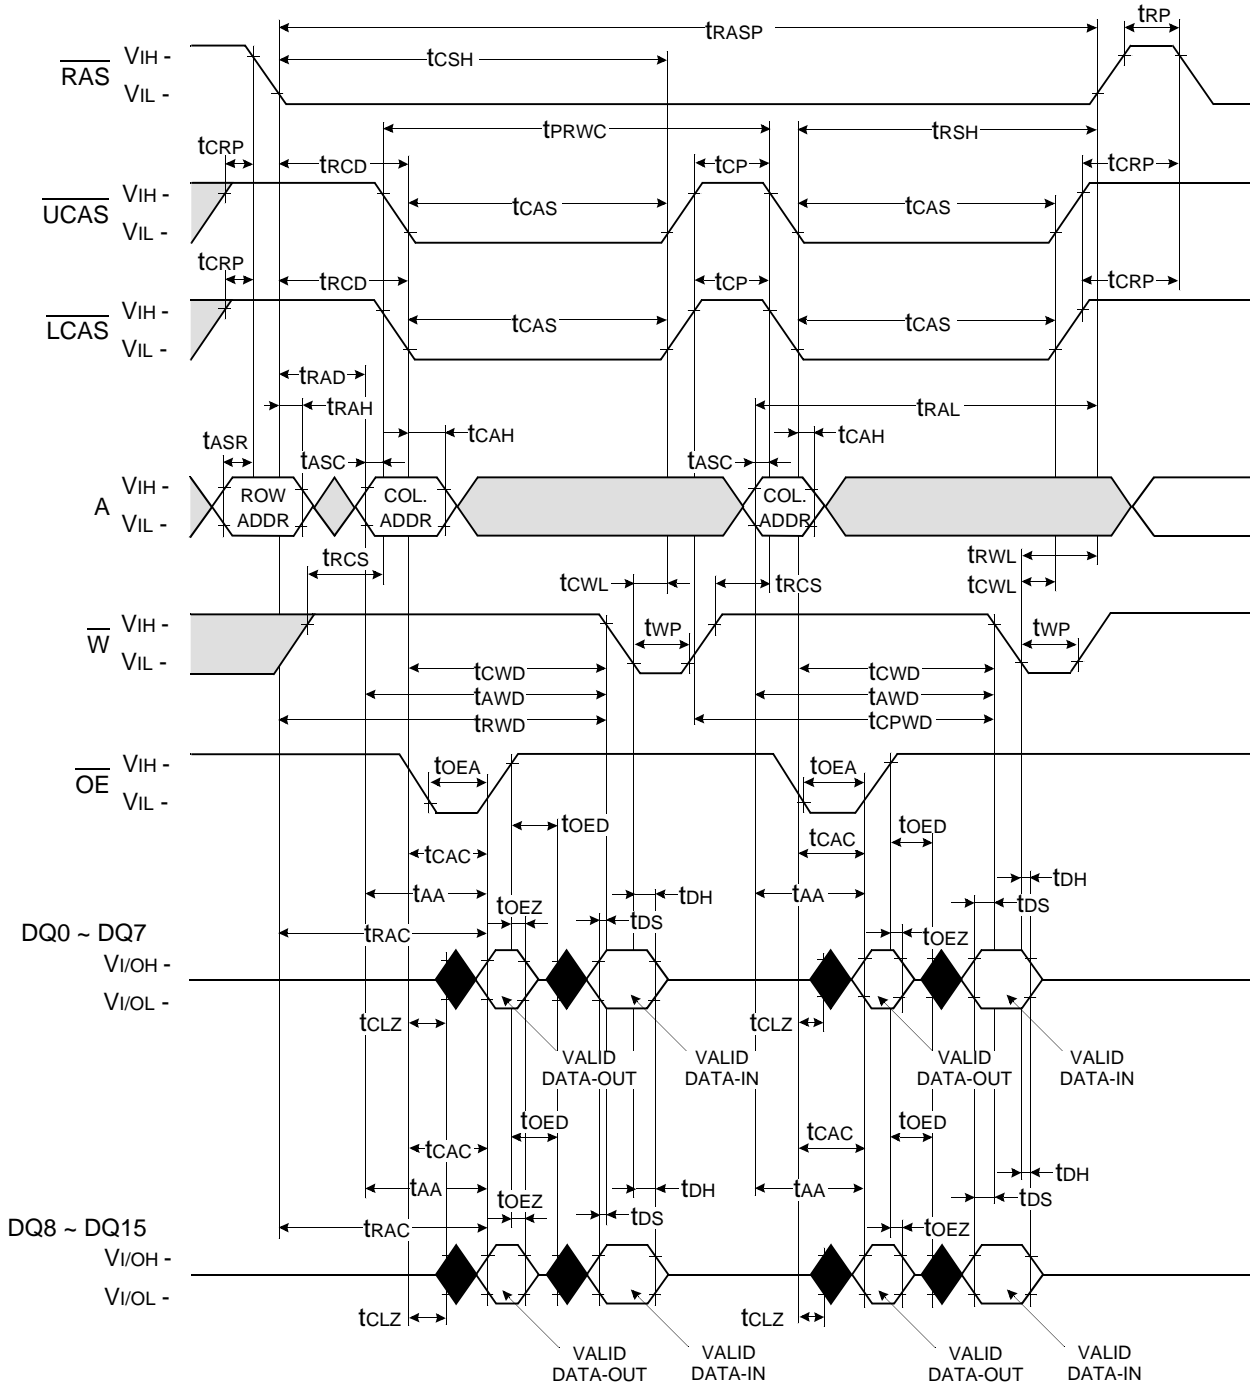 tRP
tRASP
tCSH
RAS
VIH -
VIL -
tPRWC
tRSH
tCRP
tRCD
tCP
tCRP
UCAS
VIH -
VIL -
tCAS
tCAS
tCRP
tRCD
tCP
tCRP
LCAS
VIH -
VIL -
tCAS
tCAS
tRAD
tRAH
tRAL
tASR
tCAH
tCAH
tASC
tASC
A
VIH -
VIL -
ROW
ADDR
COL.
ADDR
COL.
ADDR
tRCS
tCWL
tRCS
tRWL
tCWL
W
VIH -
VIL -
tWP
tWP
tCWD
tCWD
tAWD
tAWD
tRWD
tCPWD
OE
VIH -
VIL -
tOEA
tOEA
tOED
tOED
tCAC
tCAC
tAA
tDH
tAA
tDH
tOEZ
tDS
tDS
tRAC
tOEZ
DQ0 ~ DQ7
VI/OH -
VI/OL -
tCLZ
tCLZ
VALID
DATA-OUT
VALID
DATA-IN
VALID
DATA-OUT
VALID
DATA-IN
tOED
tOED
tCAC
tCAC
tAA
tDH
tAA
tDH
tOEZ
tDS
tDS
tRAC
tOEZ
DQ8 ~ DQ15
VI/OH -
VI/OL -
tCLZ
tCLZ
VALID
DATA-OUT
VALID
DATA-IN
VALID
DATA-OUT
VALID
DATA-IN